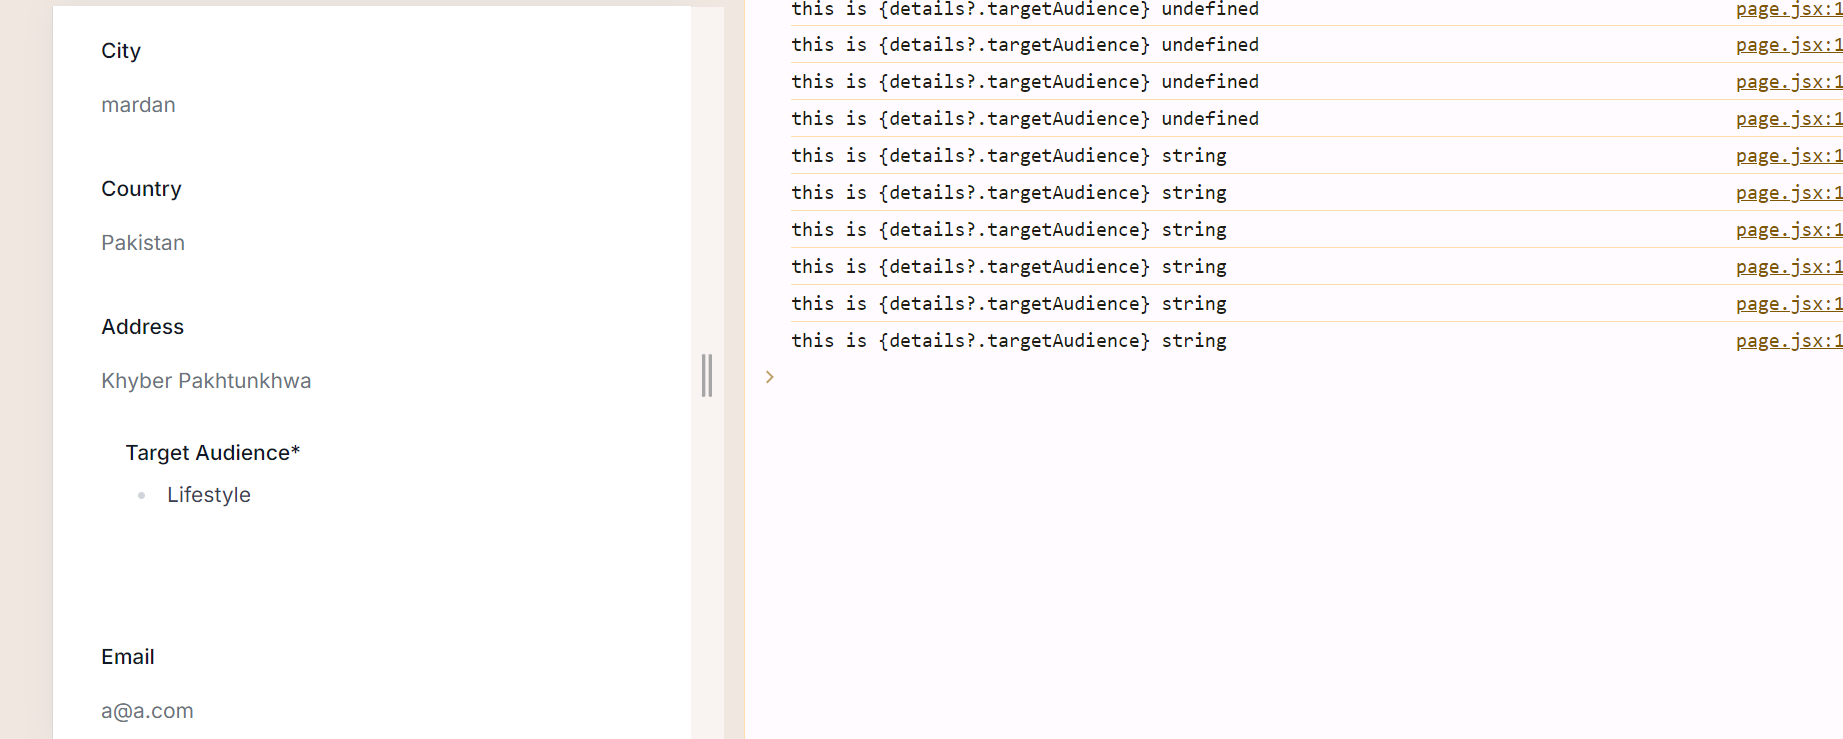 City
mardan
Country
Pakistan
Address
Khyber Pakhtunkhwa
Target Audience*
Lifestyle
Email
a@a.com
this is {details?.targetAudience} undefined page.jsx:1
this is {details?.targetAudience} undefined page.jsx:1
this is {details?.targetAudience} undefined page.jsx:1
this is {details?.targetAudience} undefined page.jsx:1
this is {details?.targetAudience} string page.jsx:1
this is {details?.targetAudience} string page.jsx:1
this is {details?.targetAudience} string page.jsx:1
this is {details?.targetAudience} string page.jsx:1
this is {details?.targetAudience} string page.jsx:1
this is {details?.targetAudience} string page.jsx:1